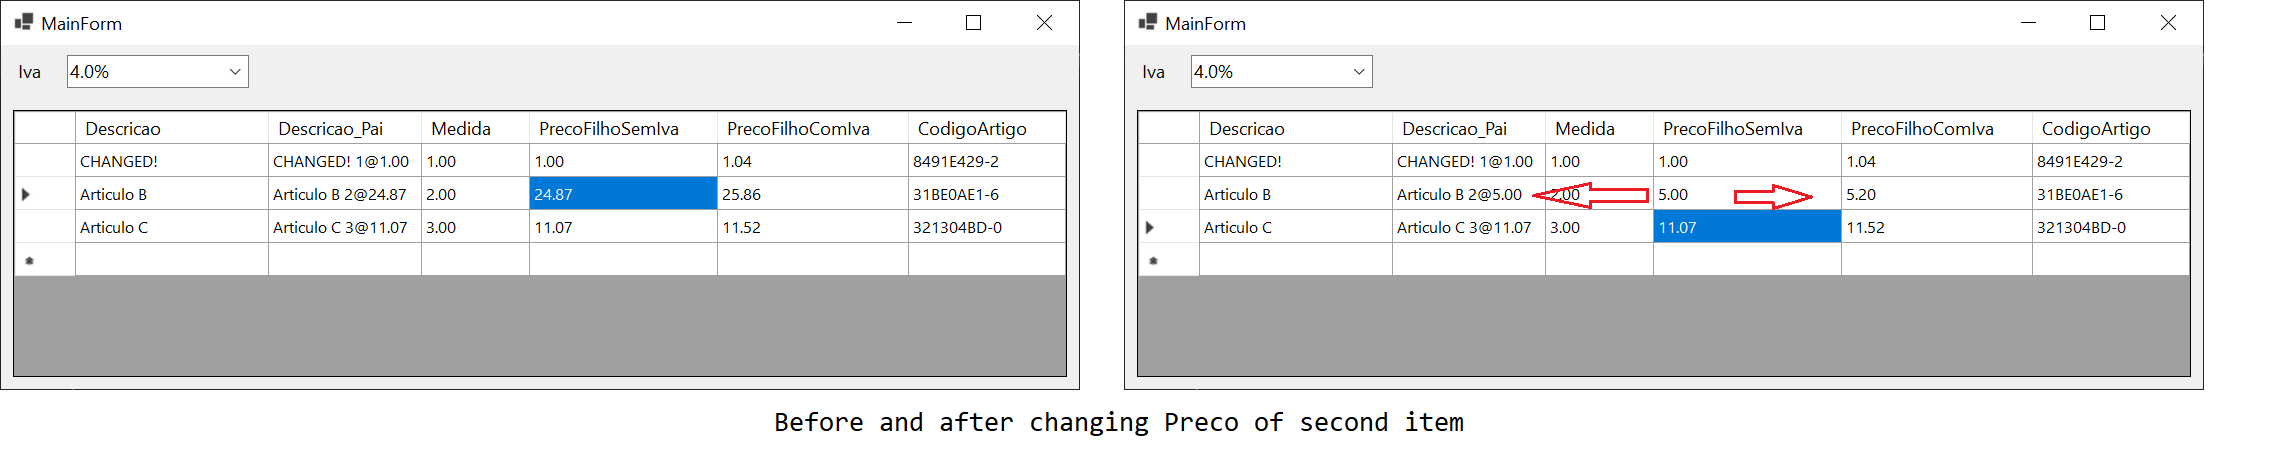 MainForm
Iva 4.0%
Descricao Descricao_Pai Medida PrecoFilhoSemIva PrecoFilhoComIva CodigoArtigo
CHANGED! CHANGED! 1@1.00 1.00 1.00 1.04 8491E429-2
Articulo B Articulo B 2@24.87 2.00 24.87 25.86 31BE0AE1-6
Articulo C Articulo C 3@11.07 3.00 11.07 11.52 321304BD-0
MainForm
Iva 4.0%
Descricao Descricao_Pai Medida PrecoFilhoSemIva PrecoFilhoComIva CodigoArtigo
CHANGED! CHANGED! 1@1.00 1.00 1.00 1.04 8491E429-2
Articulo B Articulo B 2@5.00 2.00 5.00 5.20 31BE0AE1-6
Articulo C Articulo C 3@11.07 3.00 11.07 11.52 321304BD-0
Before and after changing Preco of second item